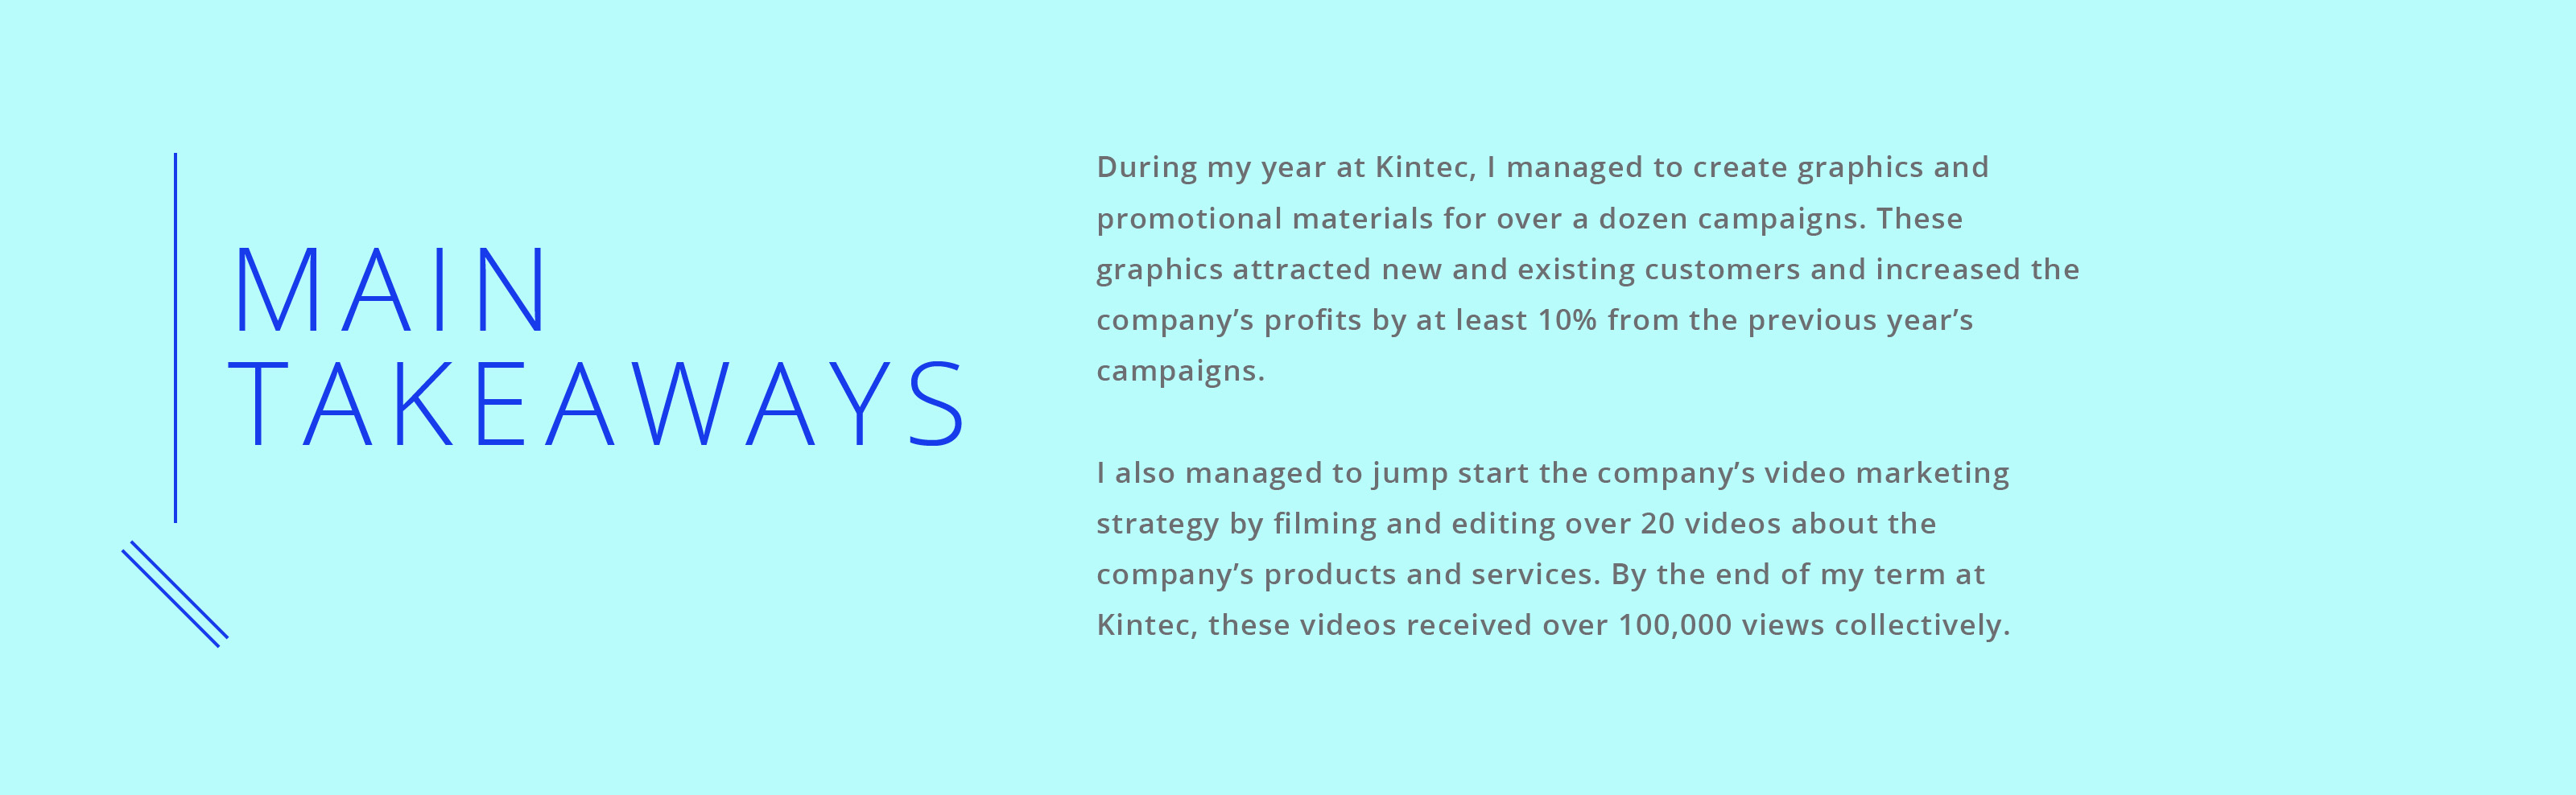 MAIN
TAKEAWAYS
During my year at Kintec, I managed to create graphics and
promotional materials for over a dozen campaigns. These
graphics attracted new and existing customers and increased the
company’s profits by at least 10% from the previous year’s
campaigns.
I also managed to jump start the company’s video marketing
strategy by filming and editing over 20 videos about the
company’s products and services. By the end of my term at
Kintec, these videos received over 100,000 views collectively.